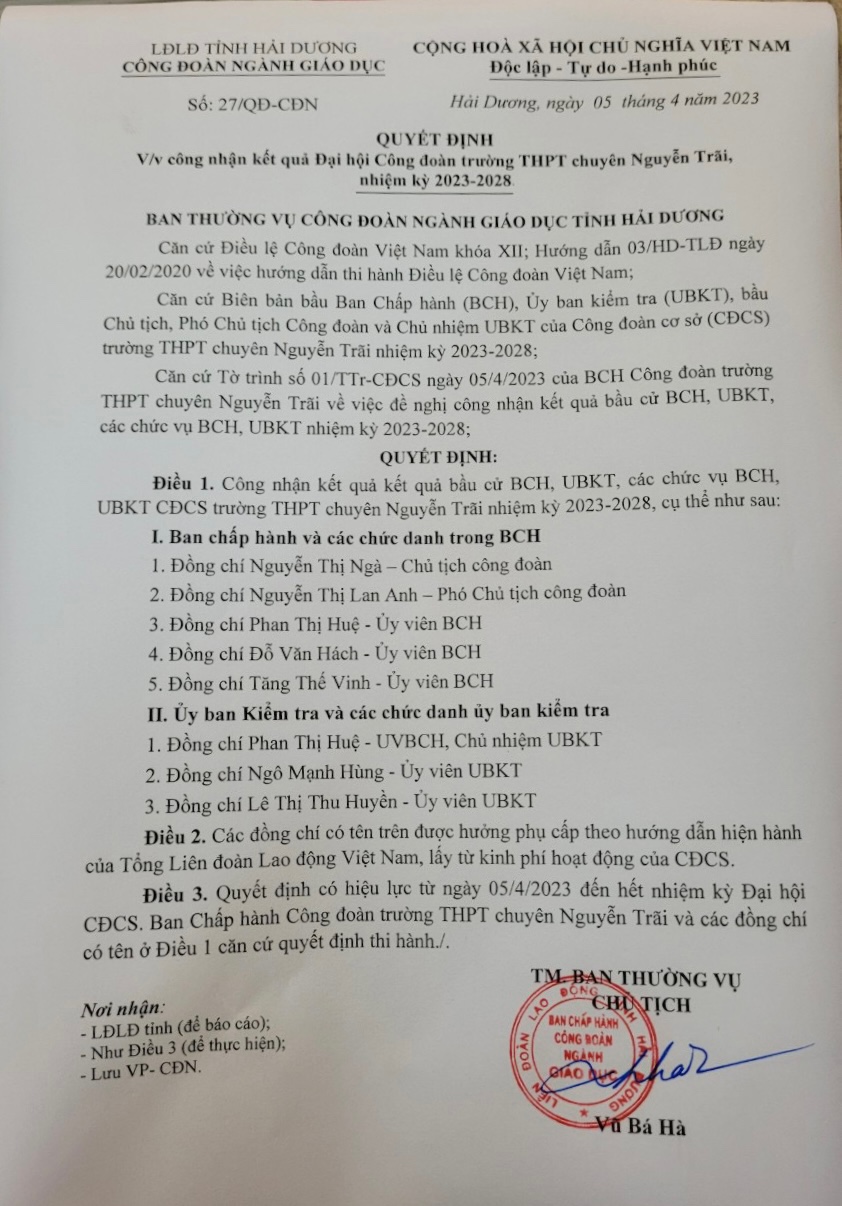 LĐLĐ TỈNH HẢI DƯƠNG
CÔNG ĐOÀN NGÀNH GIÁO DỤC
CỘNG HOÀ XÃ HỘI CHỦ NGHĨA VIỆT NAM
Độc lập - Tự do -Hạnh phúc
Số: 27/QĐ-CĐN
Hải Dương, ngày 05 tháng 4 năm 2023
QUYẾT ĐỊNH
V/v công nhận kết quả Đại hội Công đoàn trường THPT chuyên Nguyễn Trãi,
nhiệm kỳ 2023-2028
BAN THƯỜNG VỤ CÔNG ĐOÀN NGÀNH GIÁO DỤC TỈNH HẢI DƯƠNG
Căn cứ Điều lệ Công đoàn Việt Nam khóa XII; Hướng dẫn 03/HD-TLĐ ngày
20/02/2020 về việc hướng dẫn thi hành Điều lệ Công đoàn Việt Nam;
Căn cứ Biên bản bầu Ban Chấp hành (BCH), Ủy ban kiểm tra (UBKT), bầu
Chủ tịch, Phó Chủ tịch Công đoàn và Chủ nhiệm UBKT của Công đoàn cơ sở (CĐCS)
trường THPT chuyên Nguyễn Trãi nhiệm kỳ 2023-2028;
Căn cứ Tờ trình số 01/TTr-CĐCS ngày 05/4/2023 của BCH Công đoàn trường
THPT chuyên Nguyễn Trãi về việc đề nghị công nhận kết quả bầu cử BCH, UBKT,
các chức vụ BCH, UBKT nhiệm kỳ 2023-2028;
QUYẾT ĐỊNH:
Điều 1. Công nhận kết quả kết quả bầu cử BCH, UBKT, các chức vụ BCH,
UBKT CĐCS trường THPT chuyên Nguyễn Trãi nhiệm kỳ 2023-2028, cụ thể như sau:
I. Ban chấp hành và các chức danh trong BCH
1. Đồng chí Nguyễn Thị Ngà – Chủ tịch công đoàn
2. Đồng chí Nguyễn Thị Lan Anh – Phó Chủ tịch công đoàn
3. Đồng chí Phan Thị Huệ - Ủy viên BCH
4. Đồng chí Đỗ Văn Hách - Ủy viên BCH
5. Đồng chí Tăng Thế Vinh - Ủy viên BCH
II. Ủy ban Kiểm tra và các chức danh ủy ban kiểm tra
1. Đồng chí Phan Thị Huệ - UVBCH, Chủ nhiệm UBKT
2. Đồng chí Ngô Mạnh Hùng - Ủy viên UBKT
3. Đồng chí Lê Thị Thu Huyền - Ủy viên UBKT
Điều 2. Các đồng chí có tên trên được hưởng phụ cấp theo hướng dẫn hiện hành
của Tổng Liên đoàn Lao động Việt Nam, lấy từ kinh phí hoạt động của CĐCS.
Điều 3. Quyết định có hiệu lực từ ngày 05/4/2023 đến hết nhiệm kỳ Đại hội
CĐCS. Ban Chấp hành Công đoàn trường THPT chuyên Nguyễn Trãi và các đồng chí
có tên ở Điều 1 căn cứ quyết định thi hành./.
Nơi nhận:
- LĐLĐ tỉnh (để báo cáo);
- Như Điều 3 (để thực hiện);
- Lưu VP- CĐN.
TM. BAN THƯỜNG VỤ
CHỦ TỊCH
LIÊN ĐOÀN LAO ĐỘNG TỈNH HẢI DƯƠNG
BAN CHẤP HÀNH
CÔNG ĐOÀN
NGÀNH
GIÁO DỤC
Vũ Bá Hà